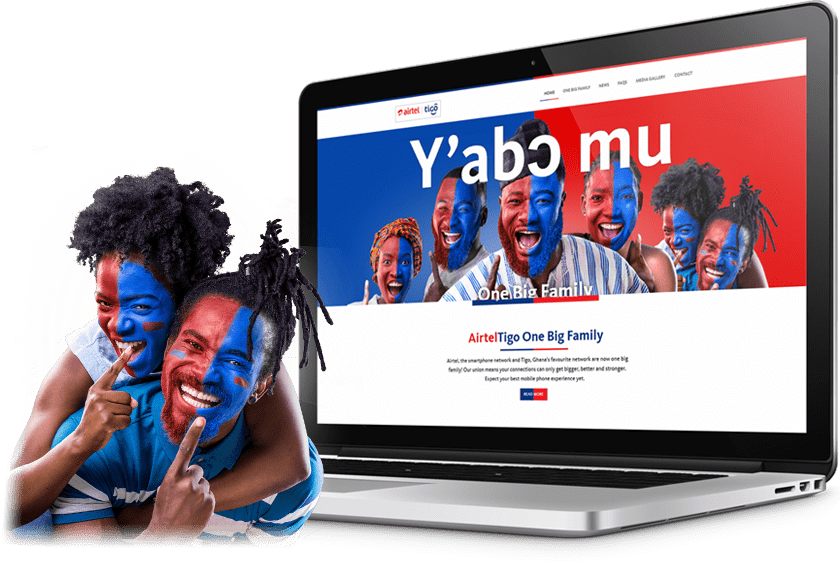 HOME ONE BIG FAMILY NEWS FAQS MEDIA GALLERY CONTACT
airtel tigo
Y'abɔ mu
One Big Family
AirtelTigo One Big Family
Airtel, the smartphone network and Tigo, Ghana's favourite network are now one big
family! Our union means your connections can only get bigger, better and stronger.
Expect your best mobile phone experience yet.
READ MORE